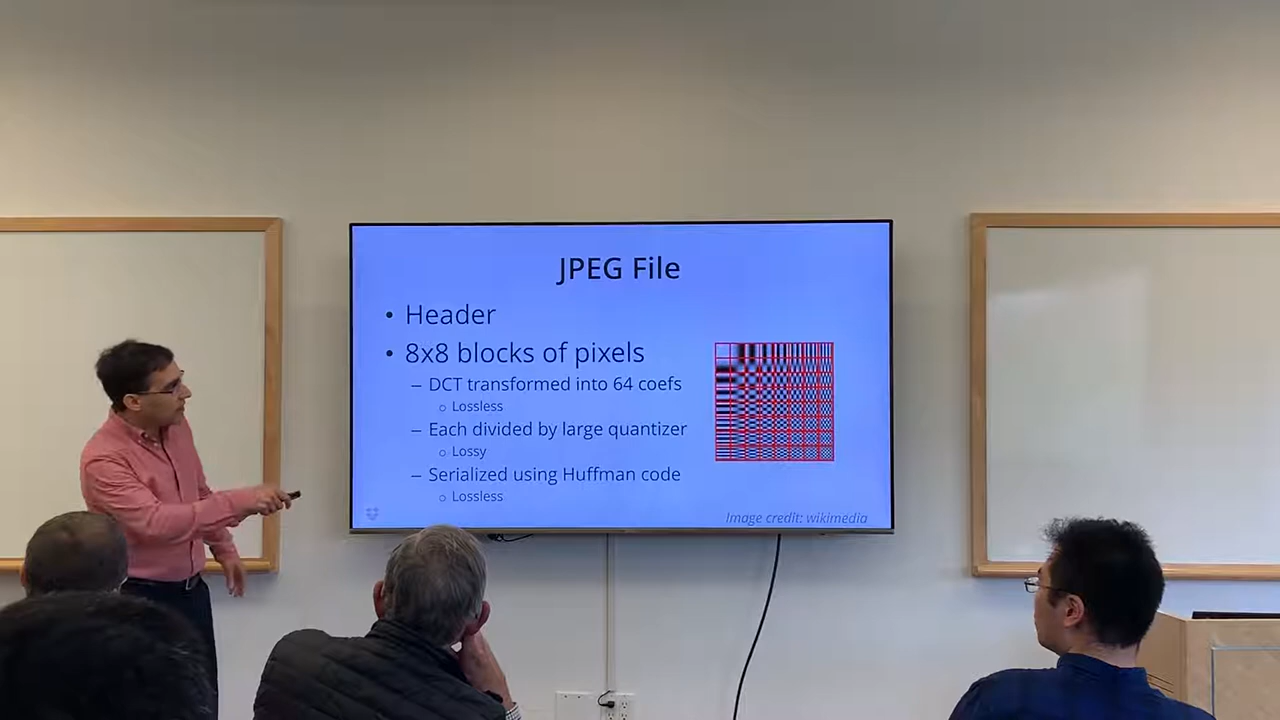 JPEG File
• Header
• 8x8 blocks of pixels
– DCT transformed into 64 coefs
○ Lossless
– Each divided by large quantizer
○ Lossy
– Serialized using Huffman code
○ Lossless
Image credit: wikimedia